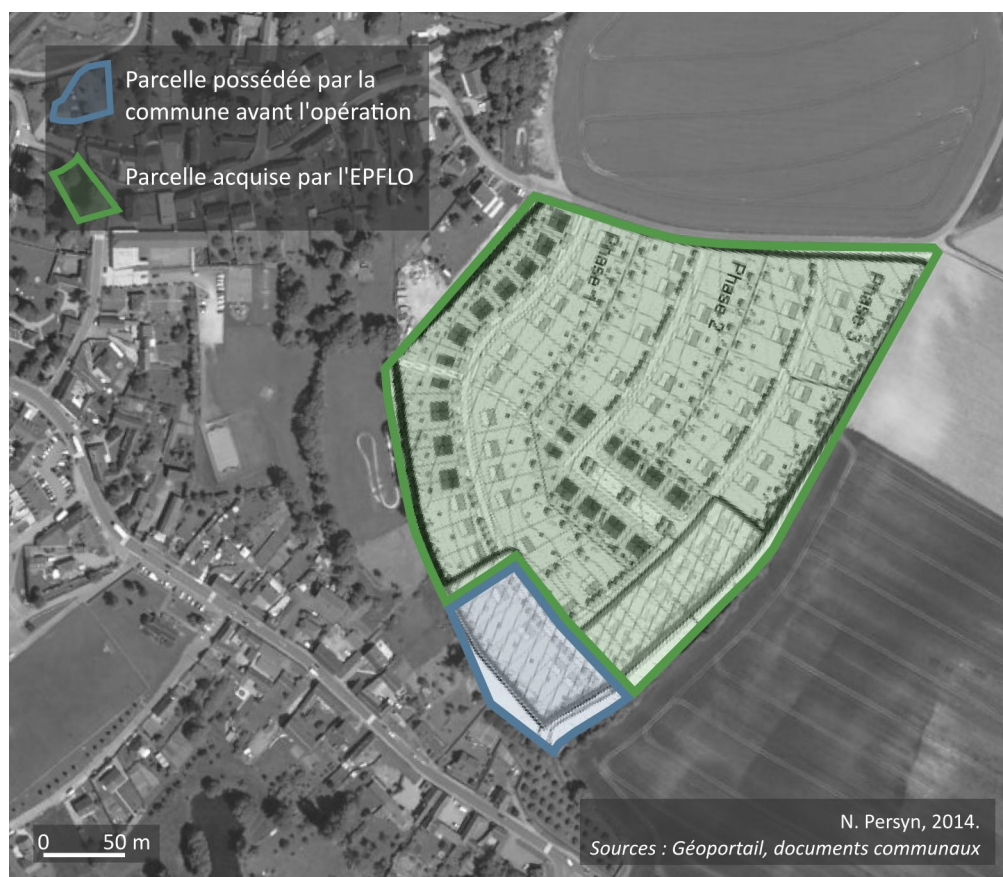 Parcelle possédée par la
commune avant l'opération
Parcelle acquise par l'EPFLO
Phase 1
Phase 2
Phase 3
0 50 m
N. Persyn, 2014.
Sources : Géoportail, documents communaux